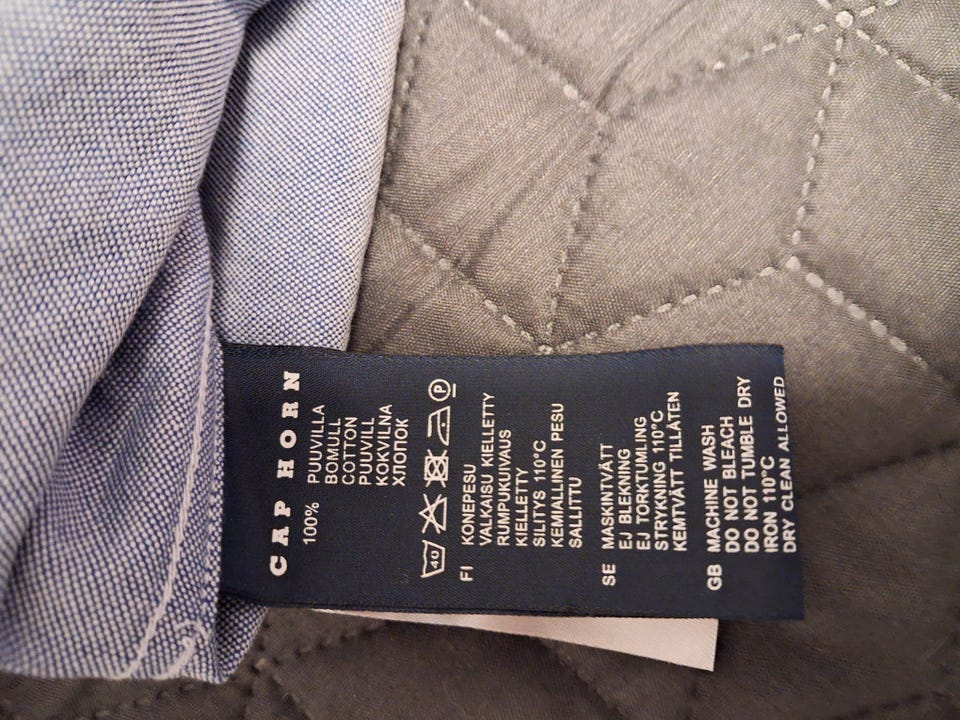 CAP HORN
100% PUUVILLA
BOMULL
COTTON
PUUVILL
KOKVILNA
ХЛОПОК
40 P
FI KONEPESU
VALKAISU KIELLETTY
RUMPUKUIVAUS
KIELLETTY
SILITYS 110°C
KEMIALLINEN PESU
SALLITTU
SE MASKINTVÄTT
EJ BLEKNING
EJ TORKTUMLING
STRYKNING 110°C
KEMTVÄTT TILLÅTEN
GB MACHINE WASH
DO NOT BLEACH
DO NOT TUMBLE DRY
IRON 110°C
DRY CLEAN ALLOWED